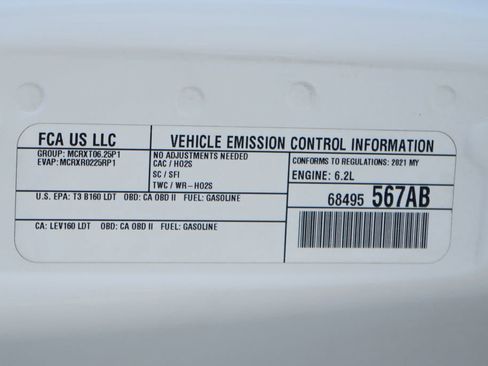 FCA US LLC
VEHICLE EMISSION CONTROL INFORMATION
GROUP: MCRXT06.25P1
EVAP: MCRXR0225RP1
NO ADJUSTMENTS NEEDED
CAC / HO2S
SC / SFI
TWC / WR-HO2S
CONFORMS TO REGULATIONS: 2021 MY
ENGINE: 6.2L
U.S. EPA: T3 B160 LDT OBD: CA OBD II FUEL: GASOLINE
68495 567AB
CA: LEV160 LDT OBD: CA OBD II FUEL: GASOLINE